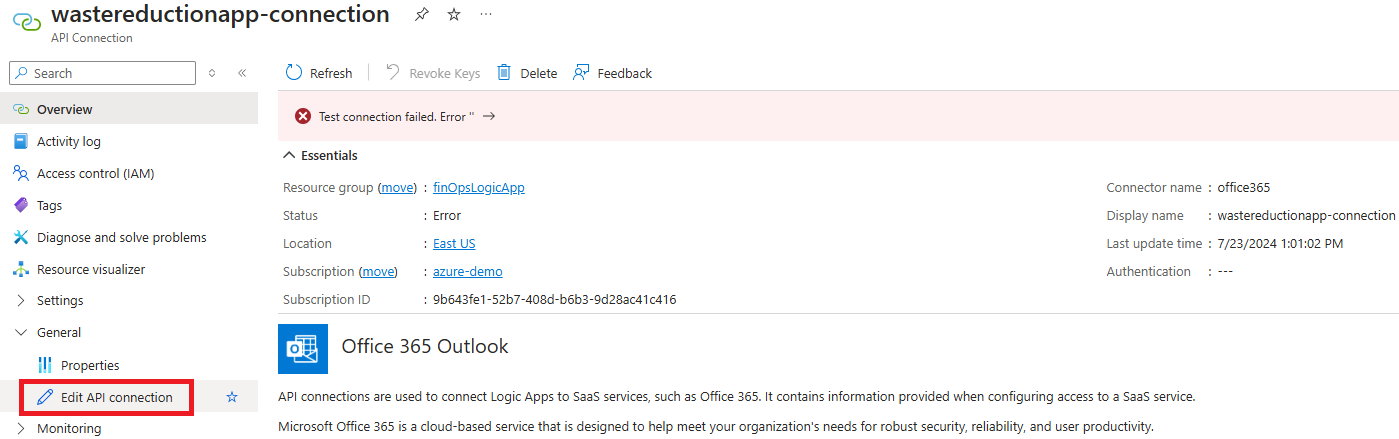 wastereductionapp-connection
API Connection
Search
Refresh
Revoke Keys
Delete
Feedback
Overview
Test connection failed. Error ''
Activity log
Essentials
Access control (IAM)
Resource group (move) : finOpsLogicApp
Connector name : office365
Tags
Status : Error
Display name : wastereductionapp-connection
Diagnose and solve problems
Location : East US
Last update time : 7/23/2024 1:01:02 PM
Resource visualizer
Subscription (move) : azure-demo
Authentication : ---
Settings
Subscription ID : 9b643fe1-52b7-408d-b6b3-9d28ac41c416
General
Office 365 Outlook
Properties
Edit API connection
API connections are used to connect Logic Apps to SaaS services, such as Office 365. It contains information provided when configuring access to a SaaS service.
Monitoring
Microsoft Office 365 is a cloud-based service that is designed to help meet your organization's needs for robust security, reliability, and user productivity.